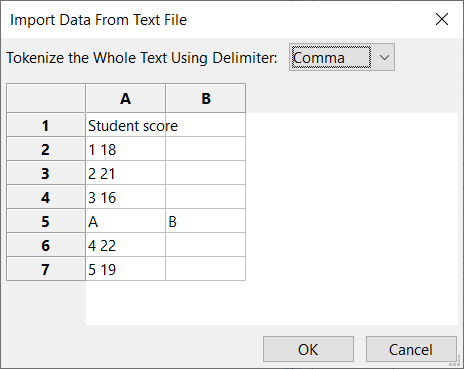 Import Data From Text File
Tokenize the Whole Text Using Delimiter: Comma
A B
1 Student score
2 1 18
3 2 21
4 3 16
5 A B
6 4 22
7 5 19
OK Cancel